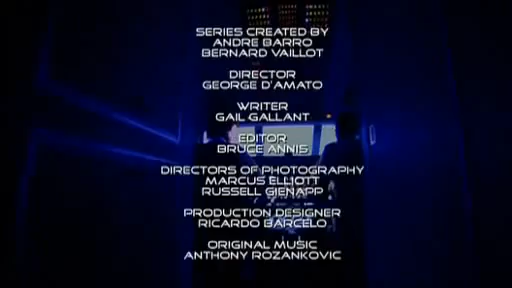 SERIES CREATED BY
ANDRE BARRO
BERNARD VAILLOT
DIRECTOR
GEORGE D'AMATO
WRITER
GAIL GALLANT
EDITOR
BRUCE ANNIS
DIRECTORS OF PHOTOGRAPHY
MARCUS ELLIOTT
RUSSELL GIENAPP
PRODUCTION DESIGNER
RICARDO BARCELO
ORIGINAL MUSIC
ANTHONY ROZANKOVIC